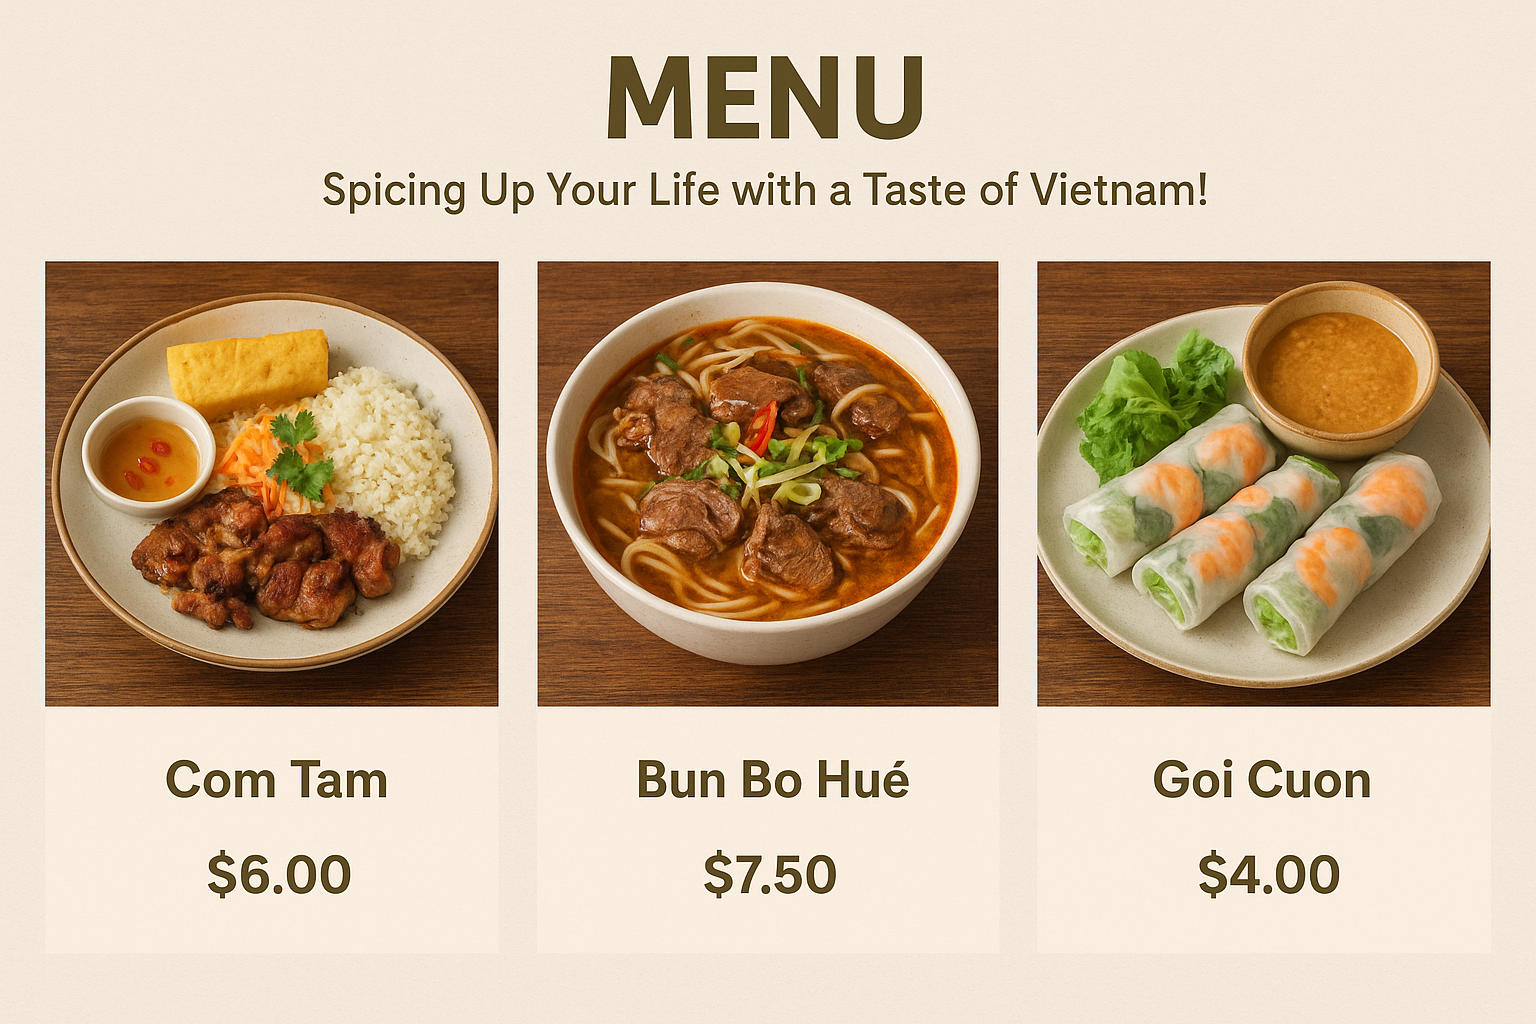 MENU
Spicing Up Your Life with a Taste of Vietnam!
Com Tam
$6.00
Bun Bo Hué
$7.50
Goi Cuon
$4.00